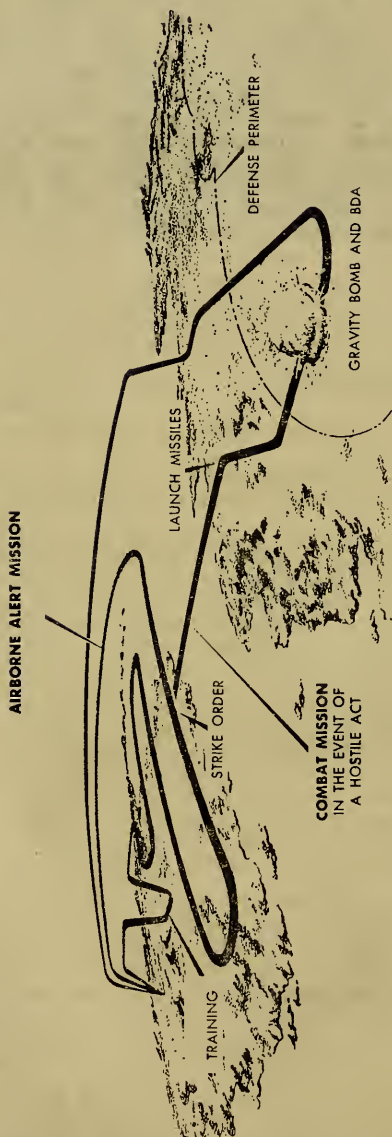 AIRBORNE ALERT MISSION
DEFENSE PERIMETER
LAUNCH MISSILES
GRAVITY BOMB AND BDA
STRIKE ORDER
TRAINING
COMBAT MISSION
IN THE EVENT OF
A HOSTILE ACT